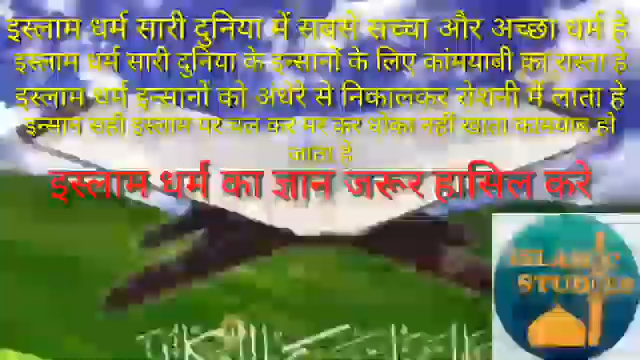 इस्लाम धर्म सारी दुनिया में सबसे सच्चा और अच्छा धर्म हे
इस्लाम धर्म सारी दुनिया के इन्सानों के लिए कांमयाबी का रास्ता हे
इस्लाम धर्म इन्सानों को अंधेरे से निकालकर रोशनी में लाता हे
इन्सान सही इस्लाम पर चल कर मर कर धोका नहीं खाता कामयाब हो
जाता हे
इस्लाम धर्म का ज्ञान जरूर हासिल करे
ISLAMIC
STUDIES